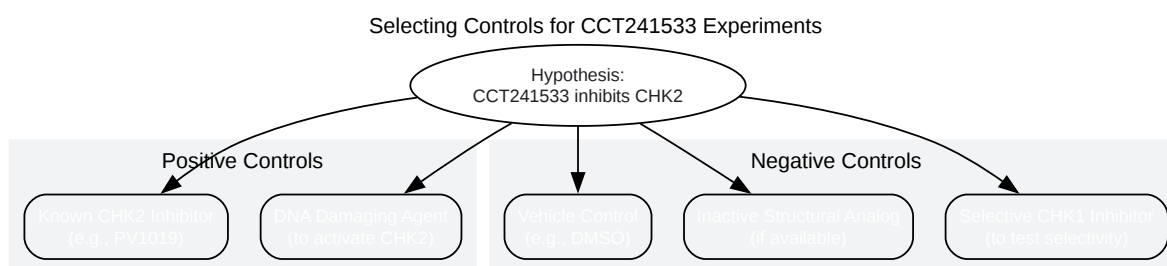 Selecting Controls for CCT241533 Experiments
Hypothesis:
CCT241533 inhibits CHK2
Positive Controls
Negative Controls
Known CHK2 Inhibitor
(e.g., PV1019)
DNA Damaging Agent
(to activate CHK2)
Vehicle Control
(e.g., DMSO)
Inactive Structural Analog
(if available)
Selective CHK1 Inhibitor
(to test selectivity)